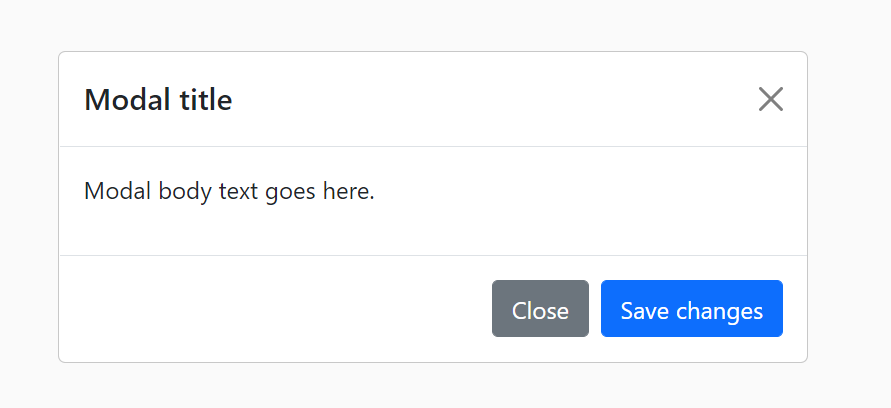 Modal title
Modal body text goes here.
Close
Save changes